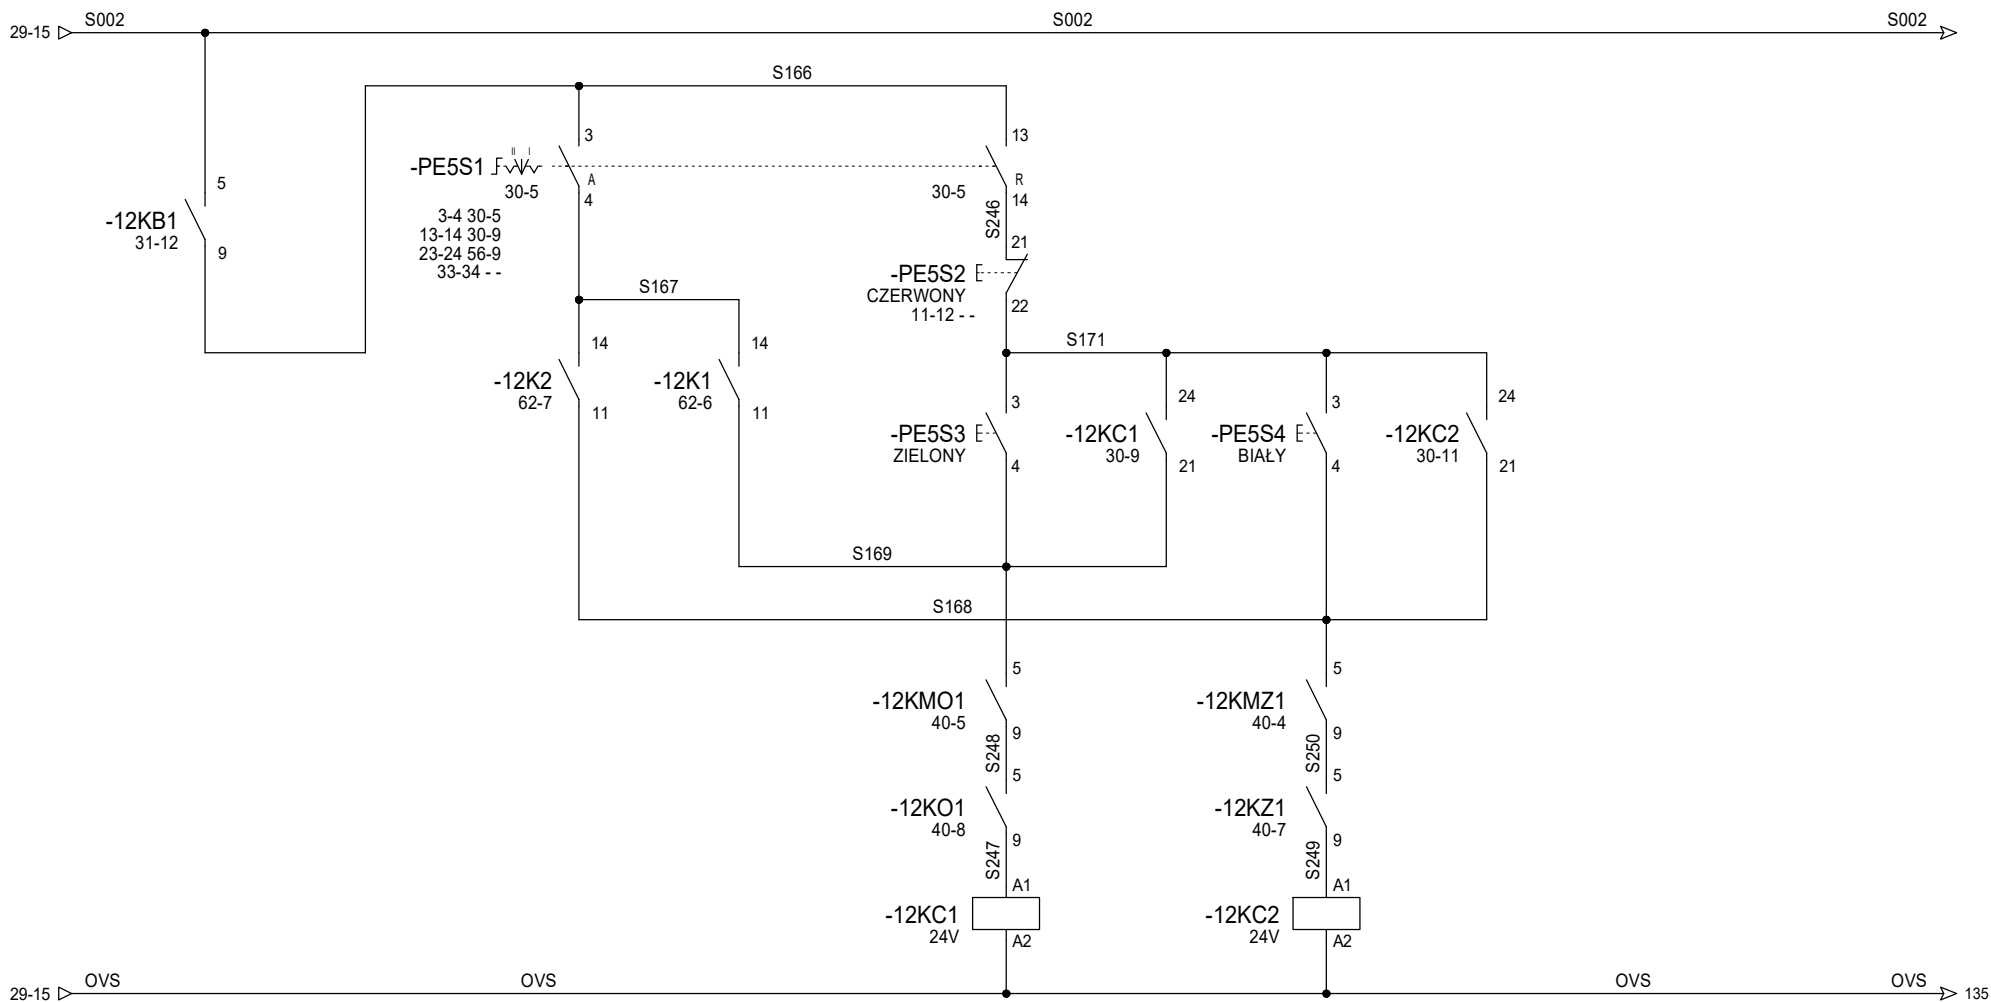 S002 S002 S002
29-15
S166
3 13
-PE5S1 II I
A R
30-5 30-5
4 14
5
-12KB1
31-12
9
3-4 30-5
13-14 30-9
23-24 56-9
33-34 - -
S246
21
-PE5S2
CZERWONY
11-12 - -
22
S167
14 14
-12K2 -12K1
62-7 62-6
11 11
S171
3 24 3 24
-PE5S3 -12KC1 -PE5S4 -12KC2
ZIELONY 30-9 BIAŁY 30-11
4 21 4 21
S169
S168
5 5
-12KMO1 -12KMZ1
40-5 40-4
9 9
S248 S250
5 5
-12KO1 -12KZ1
40-8 40-7
9 9
S247 S249
A1 A1
-12KC1 -12KC2
24V 24V
A2 A2
OVS OVS OVS OVS
29-15 135